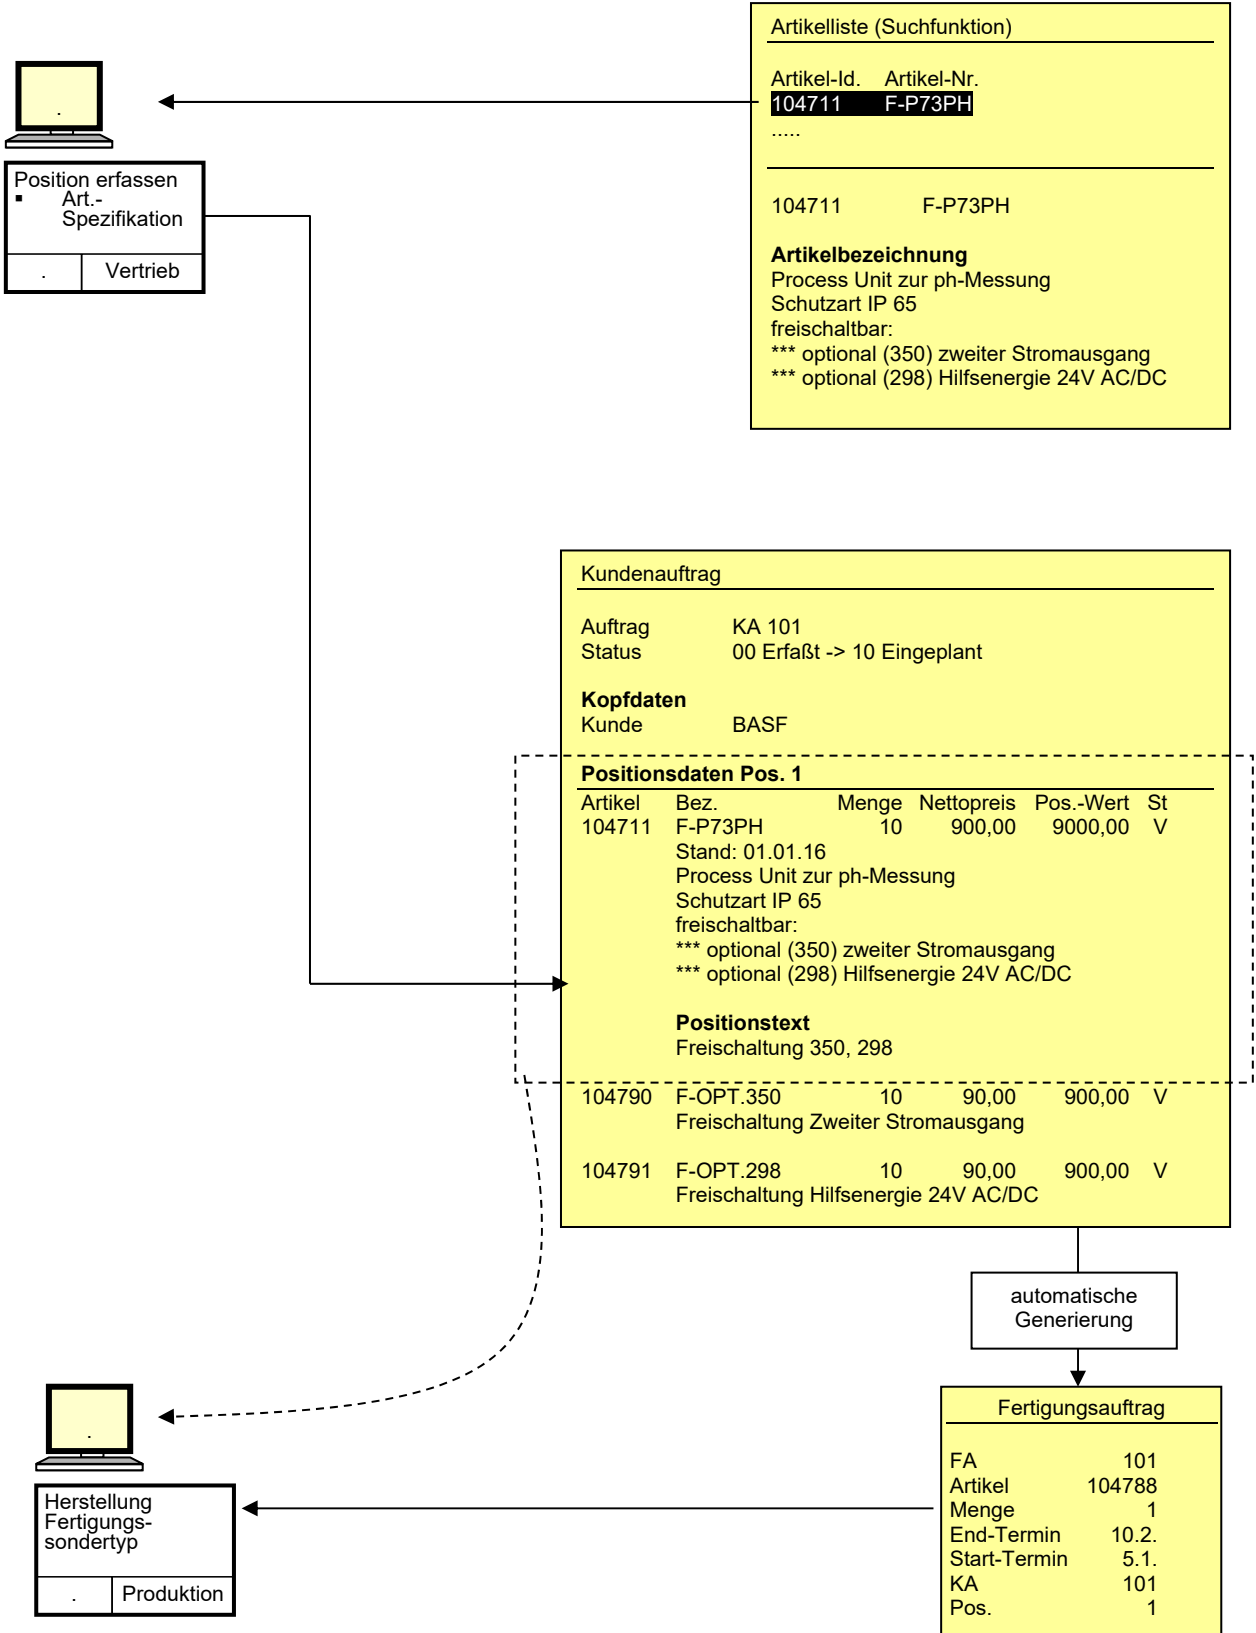 Artikelliste (Suchfunktion)
Artikel-Id. Artikel-Nr.
104711 F-P73PH
.....
104711 F-P73PH
Artikelbezeichnung
Process Unit zur ph-Messung
Schutzart IP 65
freischaltbar:
*** optional (350) zweiter Stromausgang
*** optional (298) Hilfsenergie 24V AC/DC
.
Position erfassen
▪ Art.-
Spezifikation
. Vertrieb
Kundenauftrag
Auftrag KA 101
Status 00 Erfaßt -> 10 Eingeplant
Kopfdaten
Kunde BASF
Positionsdaten Pos. 1
Artikel Bez. Menge Nettopreis Pos.-Wert St
104711 F-P73PH 10 900,00 9000,00 V
Stand: 01.01.16
Process Unit zur ph-Messung
Schutzart IP 65
freischaltbar:
*** optional (350) zweiter Stromausgang
*** optional (298) Hilfsenergie 24V AC/DC
Positionstext
Freischaltung 350, 298
104790 F-OPT.350 10 90,00 900,00 V
Freischaltung Zweiter Stromausgang
104791 F-OPT.298 10 90,00 900,00 V
Freischaltung Hilfsenergie 24V AC/DC
automatische
Generierung
Fertigungsauftrag
FA 101
Artikel 104788
Menge 1
End-Termin 10.2.
Start-Termin 5.1.
KA 101
Pos. 1
.
Herstellung
Fertigungs-
sondertyp
. Produktion